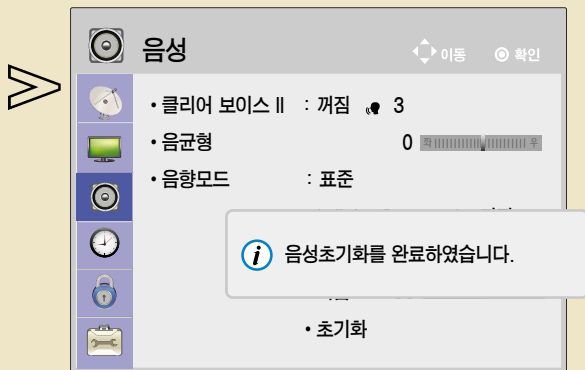 음성
이동 확인
• 클리어 보이스 II : 꺼짐 3
• 음균형 0 좌 우
• 음향모드 : 표준
음성초기화를 완료하였습니다.
• 초기화